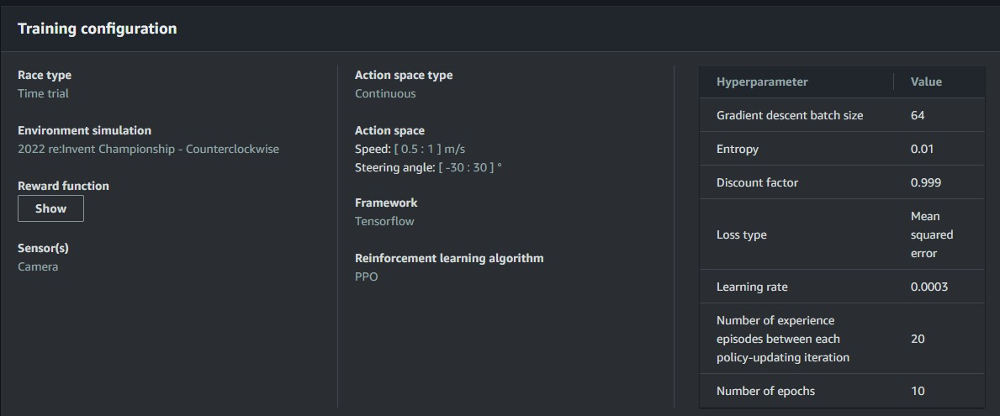 Training configuration
Race type
Time trial
Environment simulation
2022 re:Invent Championship - Counterclockwise
Reward function
Show
Sensor(s)
Camera
Action space type
Continuous
Action space
Speed: [ 0.5 : 1 ] m/s
Steering angle: [ -30 : 30 ] °
Framework
Tensorflow
Reinforcement learning algorithm
PPO
Hyperparameter Value
Gradient descent batch size 64
Entropy 0.01
Discount factor 0.999
Loss type Mean
squared
error
Learning rate 0.0003
Number of experience
episodes between each 20
policy-updating iteration
Number of epochs 10